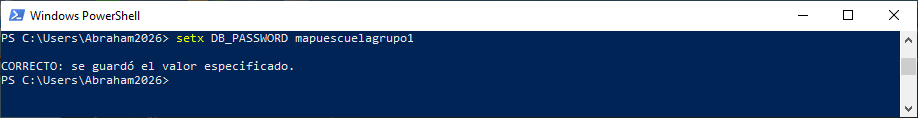 Windows PowerShell
PS C:\Users\Abraham2026> setx DB_PASSWORD mapuescuelagrupo1
CORRECTO: se guardó el valor especificado.
PS C:\Users\Abraham2026>